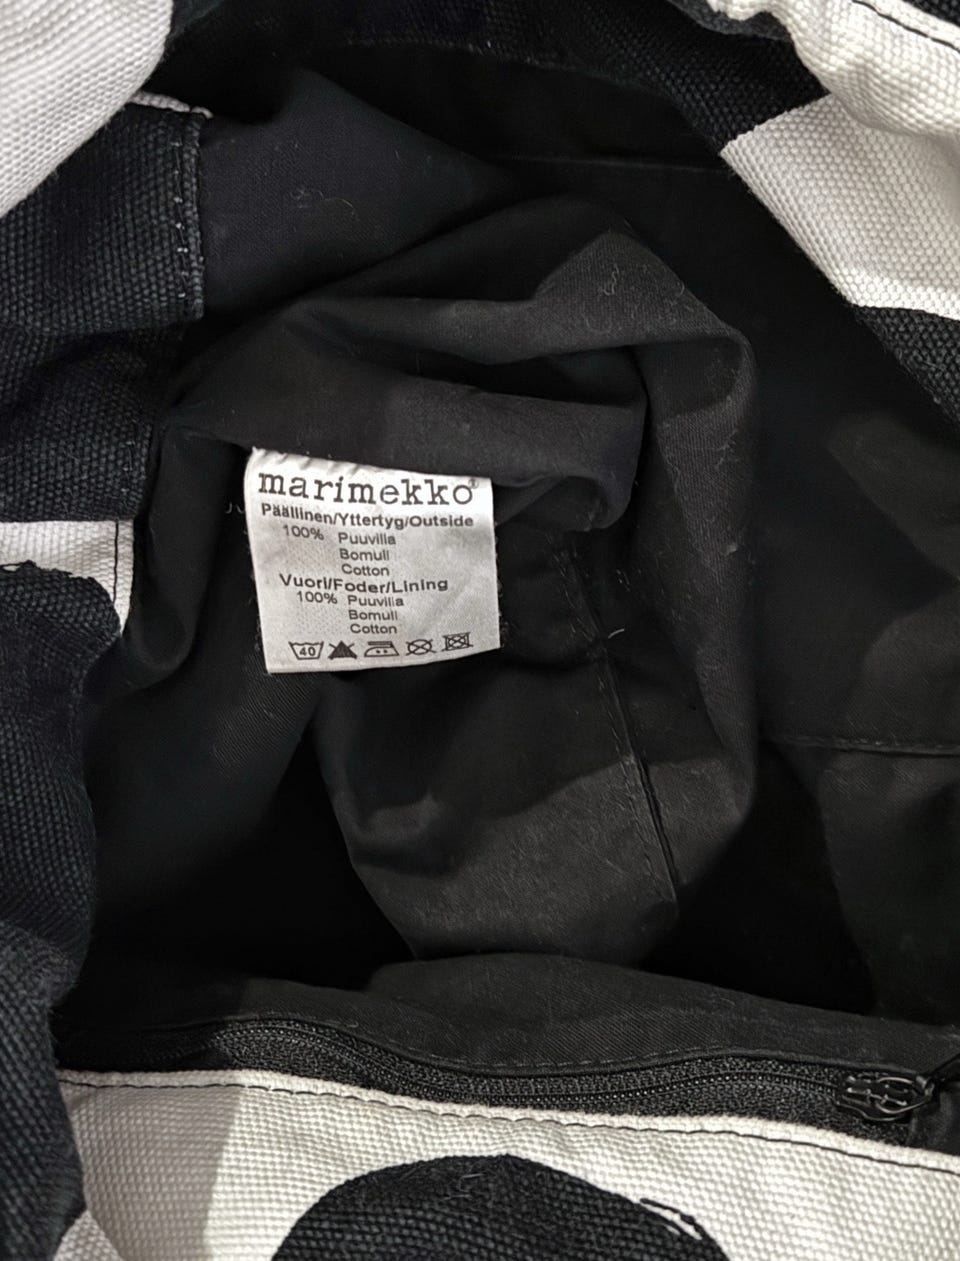 marimekko®
Päällinen/Yttertyg/Outside
100% Puuvilla
Bomull
Cotton
Vuori/Foder/Lining
100% Puuvilla
Bomull
Cotton
40